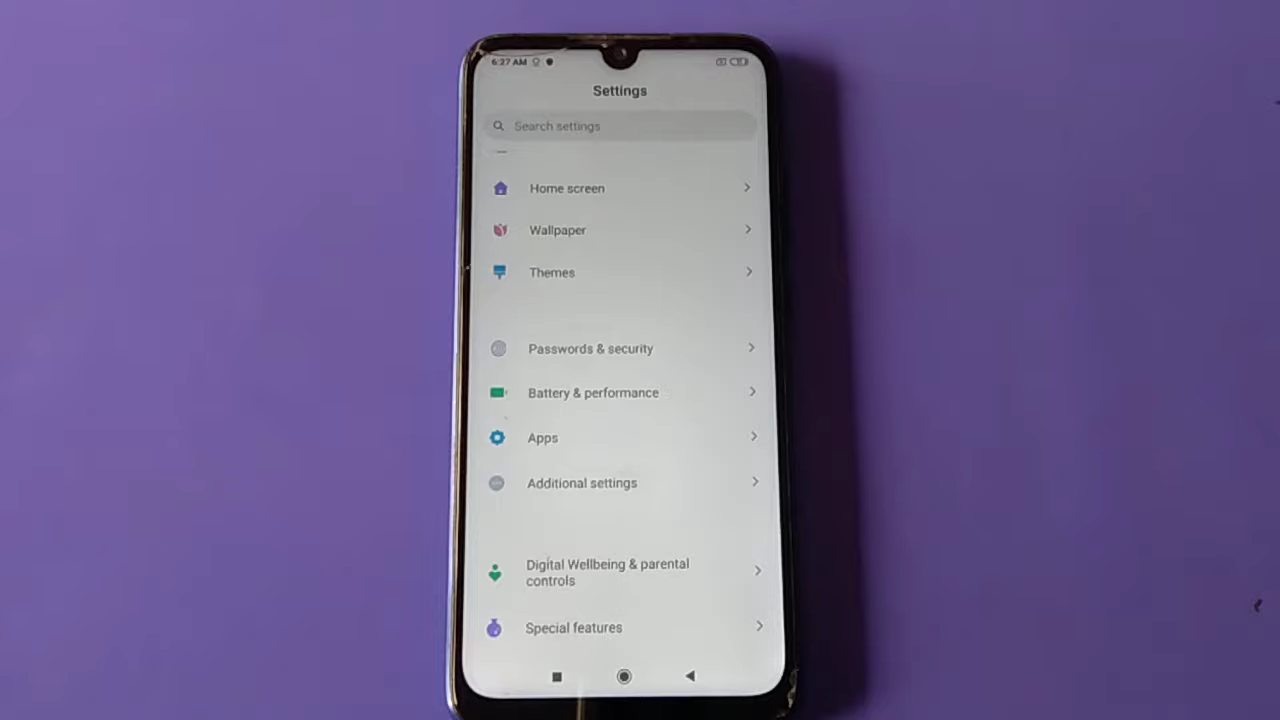 6:27 AM
Settings
Search settings
Home screen
Wallpaper
Themes
Passwords & security
Battery & performance
Apps
Additional settings
Digital Wellbeing & parental
controls
Special features